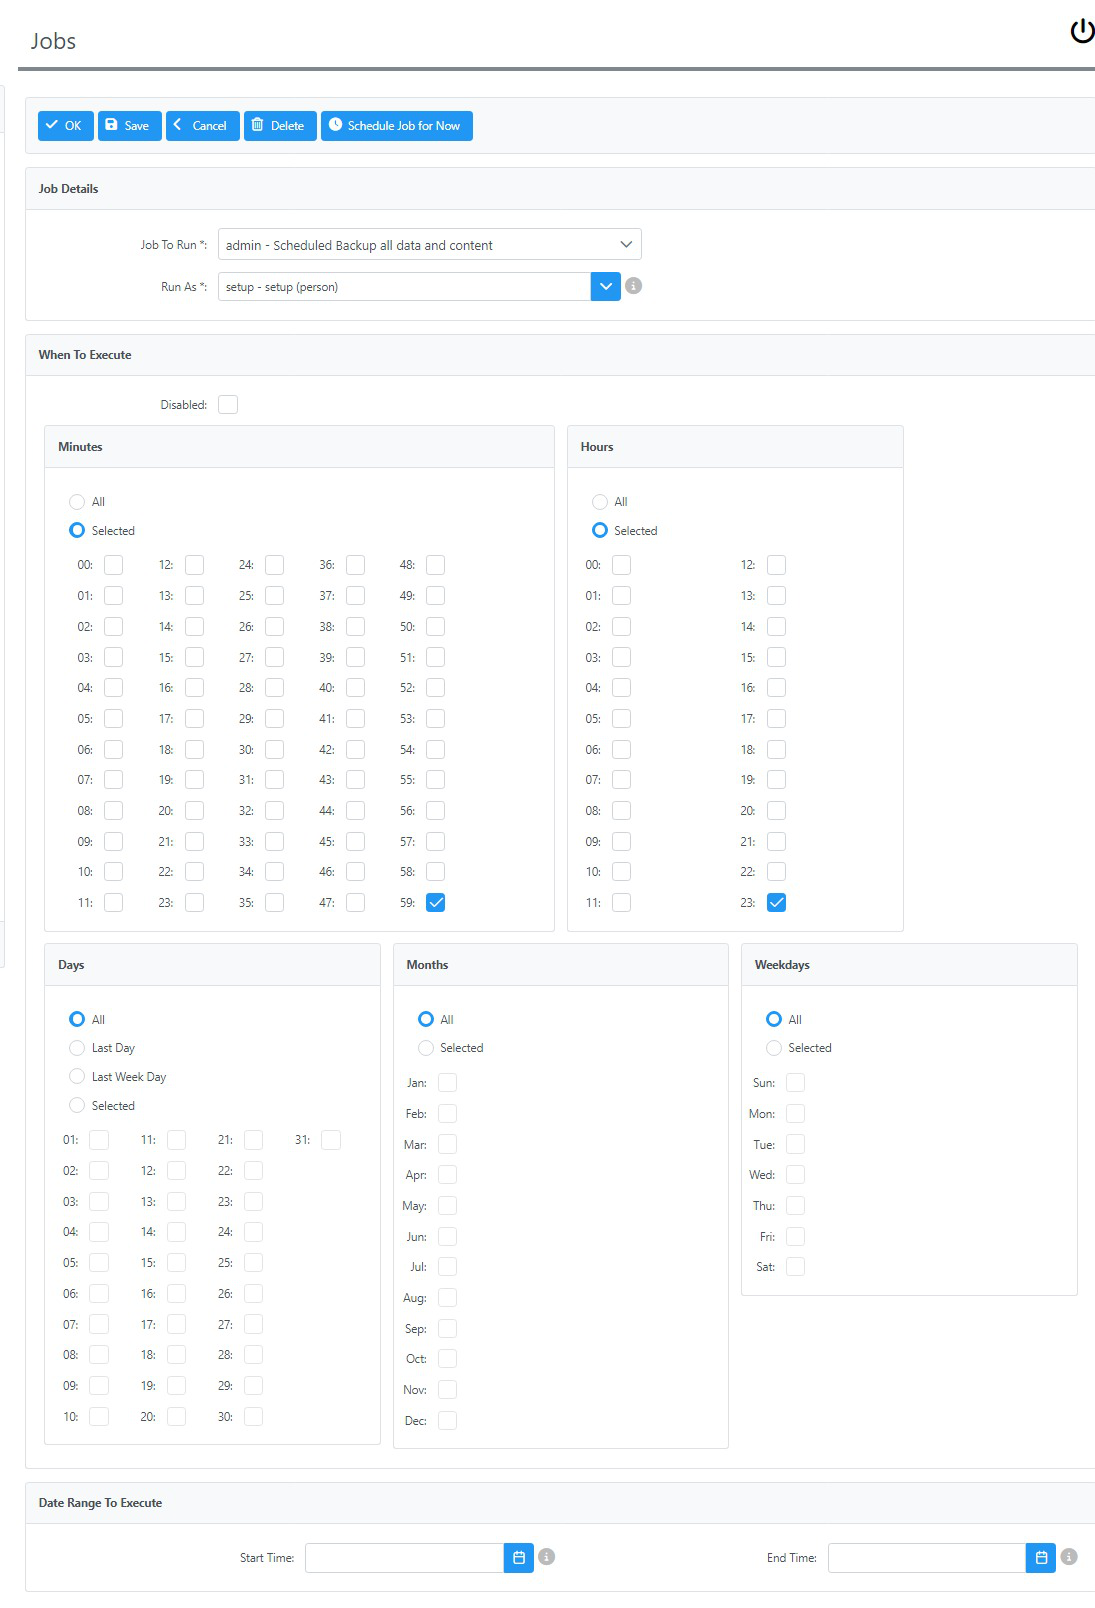 Jobs
OK Save Cancel Delete Schedule Job for Now
Job Details
Job To Run *: admin - Scheduled Backup all data and content
Run As *: setup - setup (person)
When To Execute
Disabled:
Minutes
All
Selected
00: 12: 24: 36: 48:
01: 13: 25: 37: 49:
02: 14: 26: 38: 50:
03: 15: 27: 39: 51:
04: 16: 28: 40: 52:
05: 17: 29: 41: 53:
06: 18: 30: 42: 54:
07: 19: 31: 43: 55:
08: 20: 32: 44: 56:
09: 21: 33: 45: 57:
10: 22: 34: 46: 58:
11: 23: 35: 47: 59:
Hours
All
Selected
00: 12:
01: 13:
02: 14:
03: 15:
04: 16:
05: 17:
06: 18:
07: 19:
08: 20:
09: 21:
10: 22:
11: 23:
Days
All
Last Day
Last Week Day
Selected
01: 11: 21: 31:
02: 12: 22:
03: 13: 23:
04: 14: 24:
05: 15: 25:
06: 16: 26:
07: 17: 27:
08: 18: 28:
09: 19: 29:
10: 20: 30:
Months
All
Selected
Jan:
Feb:
Mar:
Apr:
May:
Jun:
Jul:
Aug:
Sep:
Oct:
Nov:
Dec:
Weekdays
All
Selected
Sun:
Mon:
Tue:
Wed:
Thu:
Fri:
Sat:
Date Range To Execute
Start Time: End Time: